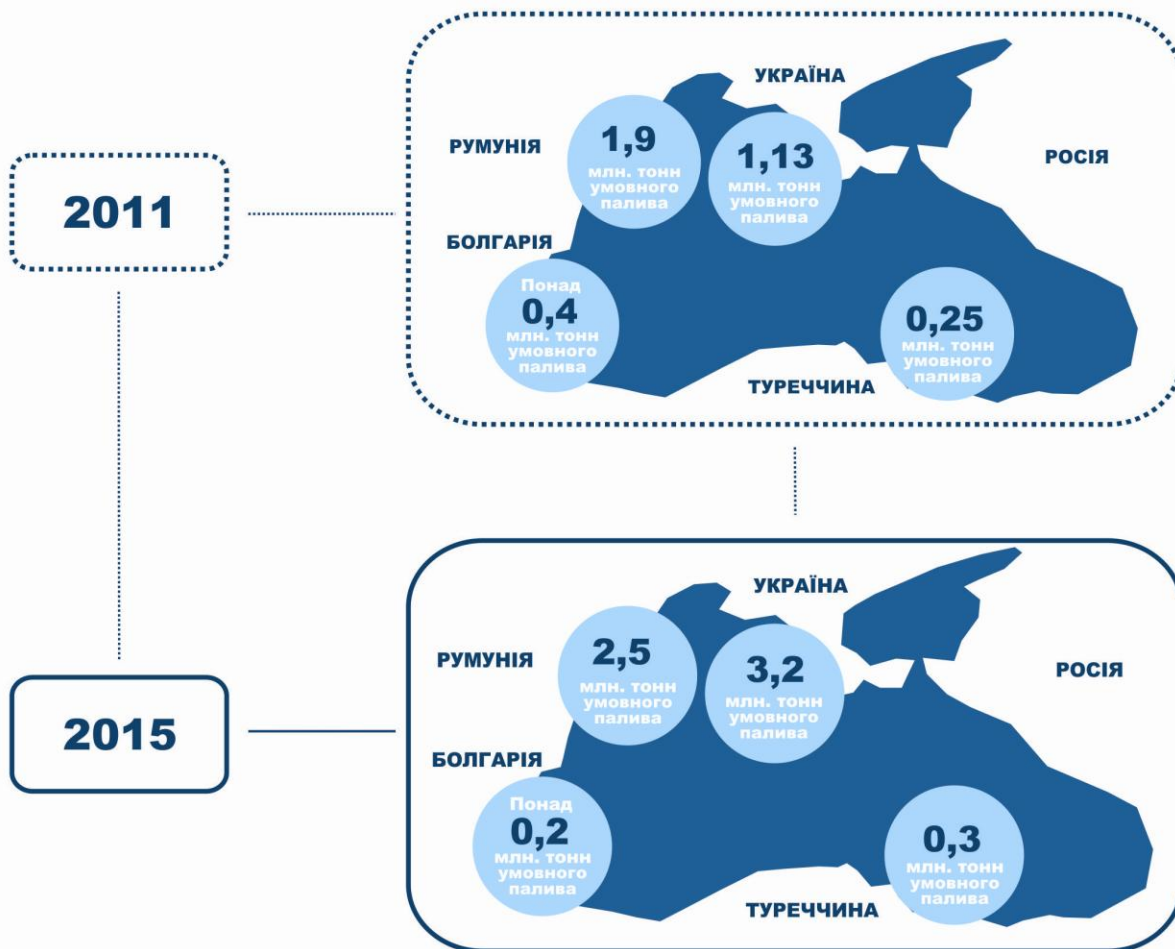 2011
УКРАЇНА
РУМУНІЯ
1,9
млн. тонн
умовного
палива
1,13
млн. тонн
умовного
палива
РОСІЯ
БОЛГАРІЯ
Понад
0,4
млн. тонн
умовного
палива
0,25
млн. тонн
умовного
палива
ТУРЕЧЧИНА
2015
УКРАЇНА
РУМУНІЯ
2,5
млн. тонн
умовного
палива
3,2
млн. тонн
умовного
палива
РОСІЯ
БОЛГАРІЯ
Понад
0,2
млн. тонн
умовного
палива
0,3
млн. тонн
умовного
палива
ТУРЕЧЧИНА